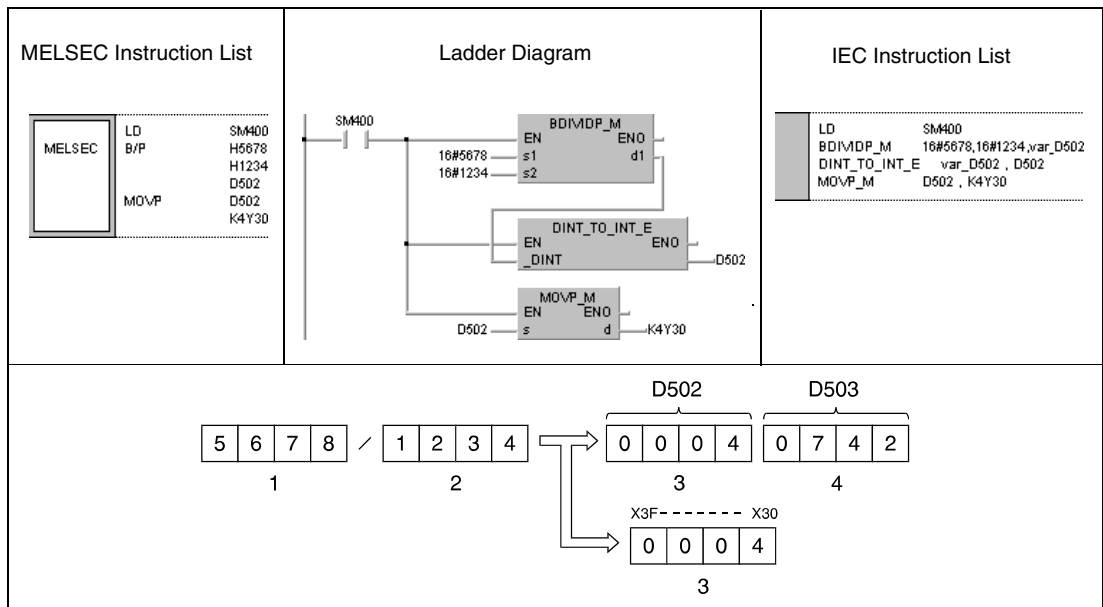 MELSEC Instruction List
MELSEC
LD SM400
B/P H5678
H1234
D502
MOVP D502
K4Y30
Ladder Diagram
SM400
BDIVIDP_M
EN ENO
16#5678 s1 d1
16#1234 s2
DINT_TO_INT_E
EN ENO
_DINT D502
MOVP_M
EN ENO
D502 s d K4Y30
IEC Instruction List
LD SM400
BDIVIDP_M 16#5678,16#1234,var_D502
DINT_TO_INT_E var_D502 , D502
MOVP_M D502 , K4Y30
D502 D503
5 6 7 8 / 1 2 3 4 0 0 0 4 0 7 4 2
1 2 3 4
X3F------- X30
0 0 0 4
3